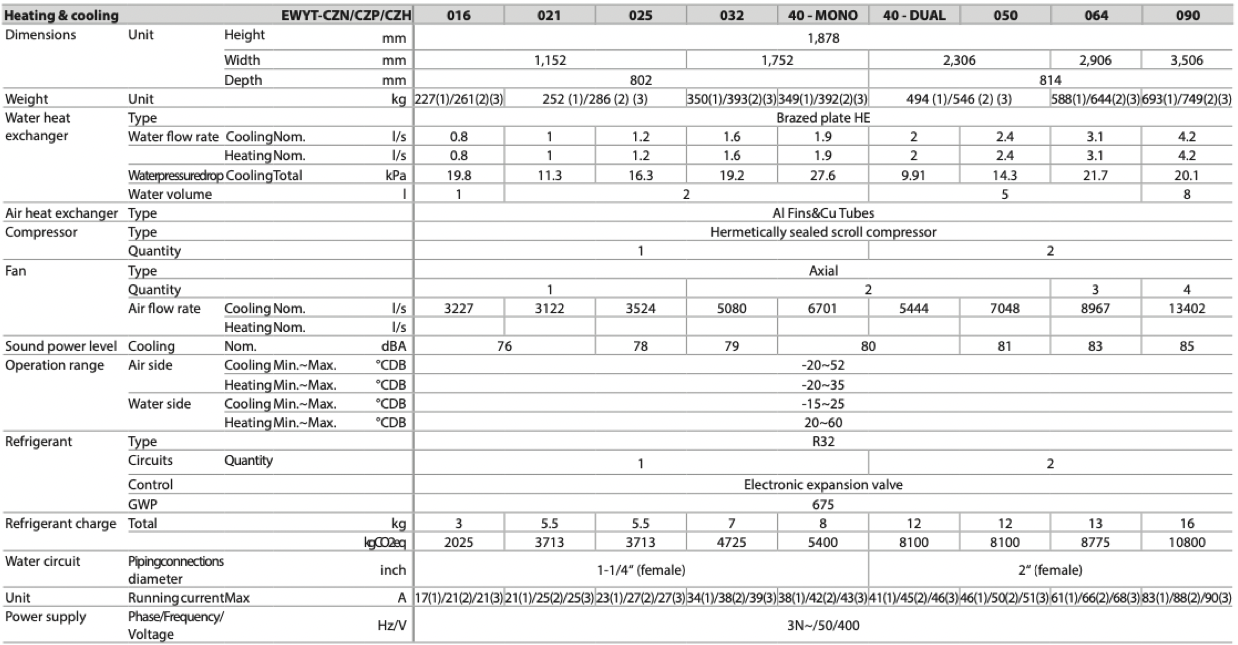 Heating & cooling EWYT-CZN/CZP/CZH 016 021 025 032 40 - MONO 40 - DUAL 050 064 090
Dimensions Unit Height mm 1,878
Width mm 1,152 1,752 2,306 2,906 3,506
Depth mm 802 814
Weight Unit kg 227(1)/261(2)(3) 252 (1)/286 (2) (3) 350(1)/393(2)(3) 349(1)/392(2)(3) 494 (1)/546 (2) (3) 588(1)/644(2)(3) 693(1)/749(2)(3)
Water heat exchanger Type Brazed plate HE
Water flow rate Cooling Nom. l/s 0.8 1 1.2 1.6 1.9 2 2.4 3.1 4.2
Heating Nom. l/s 0.8 1 1.2 1.6 1.9 2 2.4 3.1 4.2
Water pressure drop Cooling Total kPa 19.8 11.3 16.3 19.2 27.6 9.91 14.3 21.7 20.1
Water volume l 1 2 5 8
Air heat exchanger Type Al Fins&Cu Tubes
Compressor Type Hermetically sealed scroll compressor
Quantity 1 2
Fan Type Axial
Quantity 1 2 3 4
Air flow rate Cooling Nom. l/s 3227 3122 3524 5080 6701 5444 7048 8967 13402
Heating Nom. l/s
Sound power level Cooling Nom. dBA 76 78 79 80 81 83 85
Operation range Air side Cooling Min.~Max. °CDB -20~52
Heating Min.~Max. °CDB -20~35
Water side Cooling Min.~Max. °CDB -15~25
Heating Min.~Max. °CDB 20~60
Refrigerant Type R32
Circuits Quantity 1 2
Control Electronic expansion valve
GWP 675
Refrigerant charge Total kg 3 5.5 5.5 7 8 12 12 13 16
kgCO2eq 2025 3713 3713 4725 5400 8100 8100 8775 10800
Water circuit Piping connections diameter inch 1-1/4“ (female) 2“ (female)
Unit Running current Max A 17(1)/21(2)/21(3) 21(1)/25(2)/25(3) 23(1)/27(2)/27(3) 34(1)/38(2)/39(3) 38(1)/42(2)/43(3) 41(1)/45(2)/46(3) 46(1)/50(2)/51(3) 61(1)/66(2)/68(3) 83(1)/88(2)/90(3)
Power supply Phase/Frequency/Voltage Hz/V 3N~/50/400